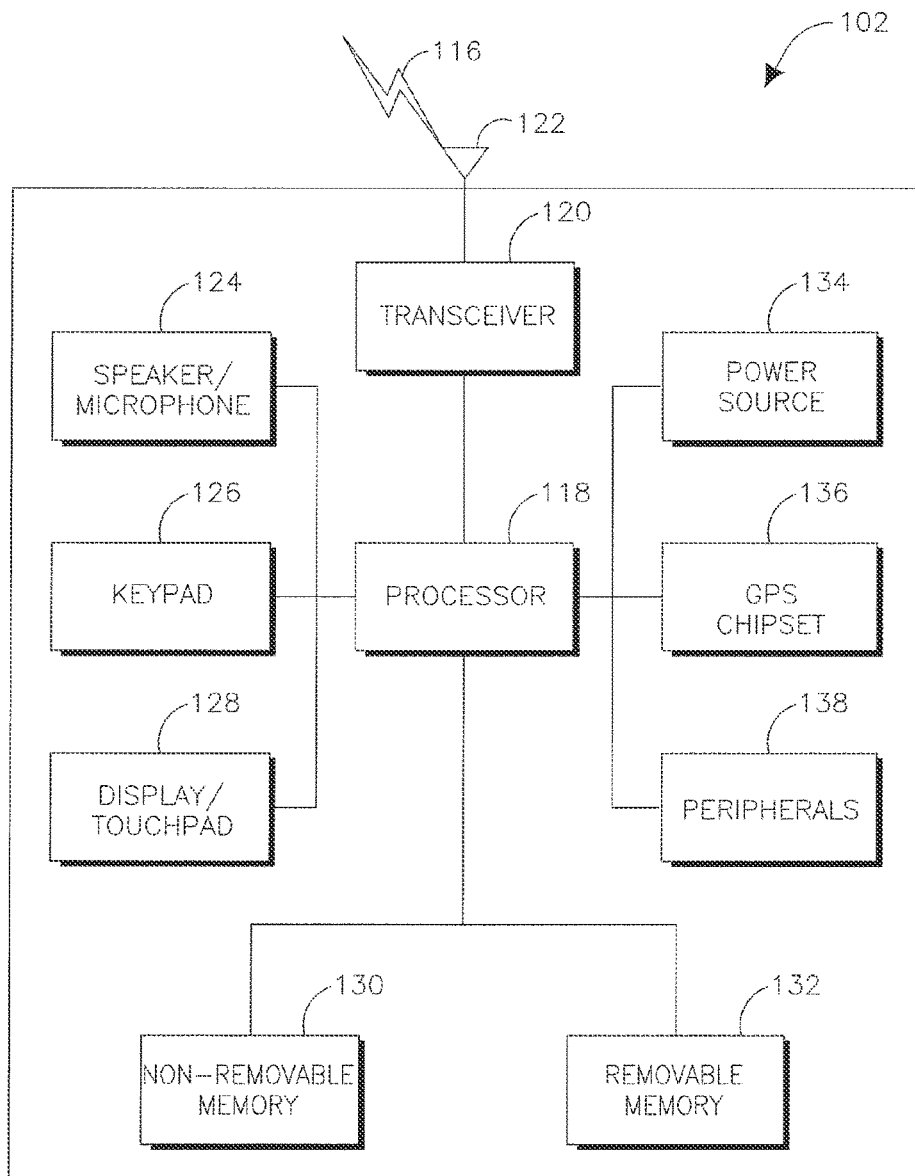 102
116
122
120
TRANSCEIVER
124
SPEAKER/
MICROPHONE
134
POWER
SOURCE
126
KEYPAD
118
PROCESSOR
136
GPS
CHIPSET
128
DISPLAY/
TOUCHPAD
138
PERIPHERALS
130
NON-REMOVABLE
MEMORY
132
REMOVABLE
MEMORY